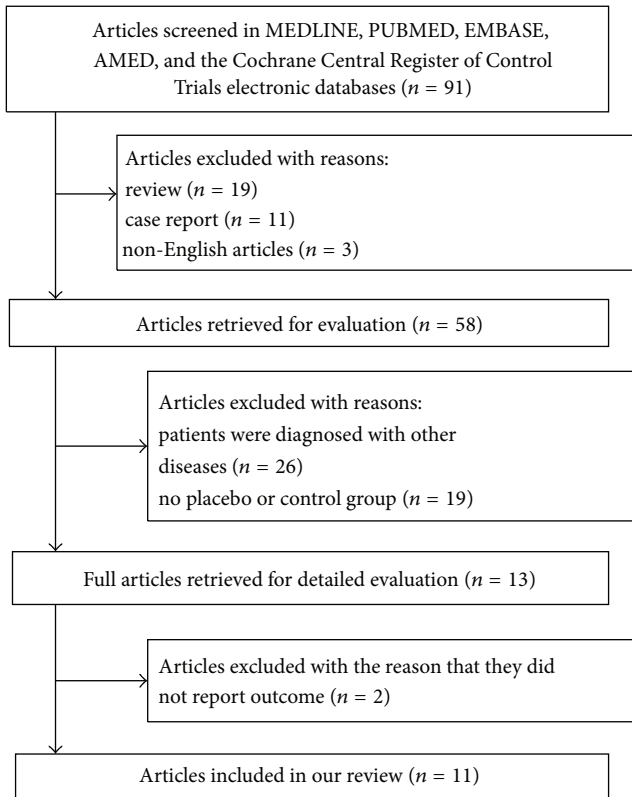 Articles screened in MEDLINE, PUBMED, EMBASE,
AMED, and the Cochrane Central Register of Control
Trials electronic databases (n = 91)
Articles excluded with reasons:
review (n = 19)
case report (n = 11)
non-English articles (n = 3)
Articles retrieved for evaluation (n = 58)
Articles excluded with reasons:
patients were diagnosed with other
diseases (n = 26)
no placebo or control group (n = 19)
Full articles retrieved for detailed evaluation (n = 13)
Articles excluded with the reason that they did
not report outcome (n = 2)
Articles included in our review (n = 11)